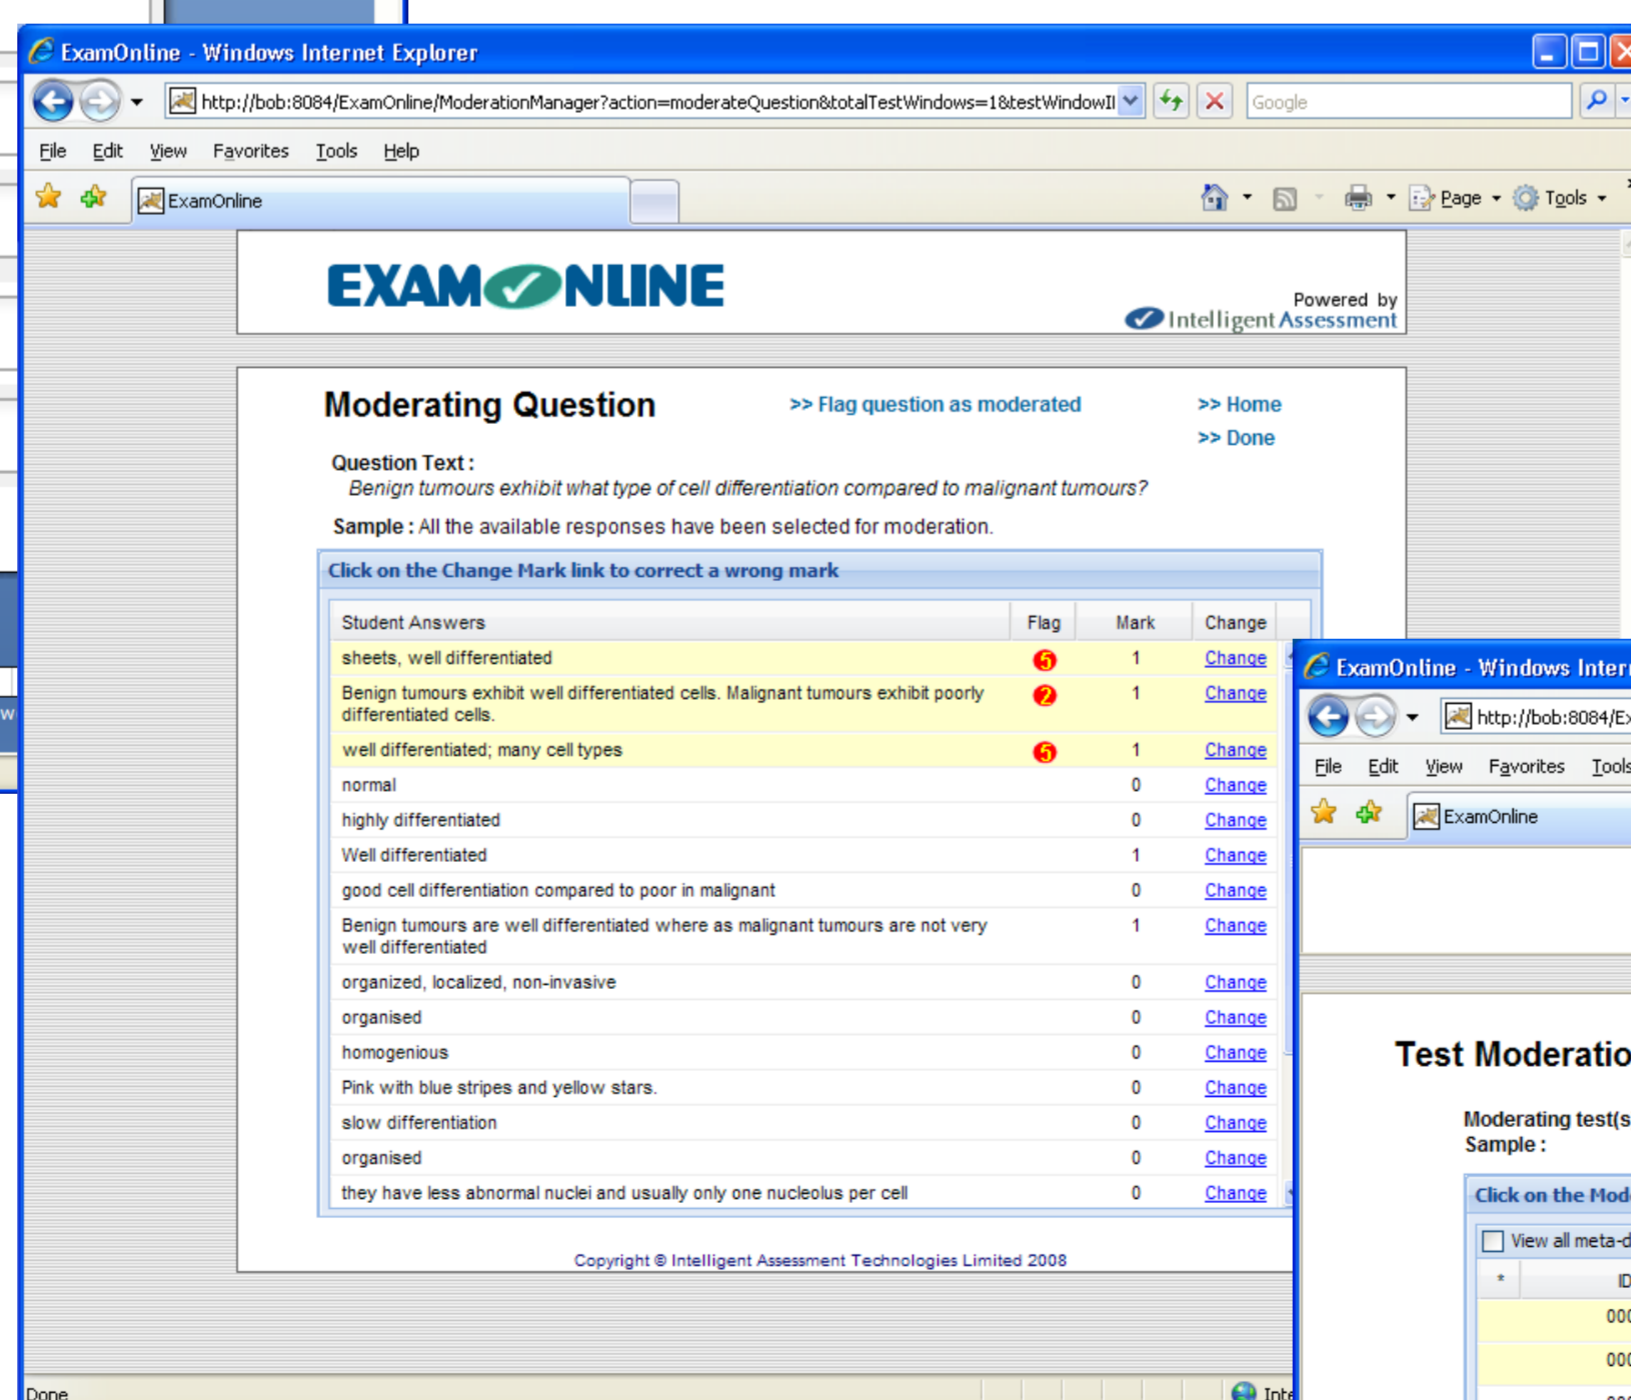 ExamOnline - Windows Internet Explorer
http://bob:8084/ExamOnline/ModerationManager?action=moderateQuestion&totalTestWindows=1&testWindowI
Google
File Edit View Favorites Tools Help
ExamOnline
Page Tools
EXAMONLINE
Powered by
Intelligent Assessment
Moderating Question
>> Flag question as moderated
>> Home
>> Done
Question Text :
Benign tumours exhibit what type of cell differentiation compared to malignant tumours?
Sample : All the available responses have been selected for moderation.
Click on the Change Mark link to correct a wrong mark
Student Answers Flag Mark Change
sheets, well differentiated 5 1 Change
Benign tumours exhibit well differentiated cells. Malignant tumours exhibit poorly 2 1 Change
differentiated cells.
well differentiated; many cell types 5 1 Change
normal 0 Change
highly differentiated 0 Change
Well differentiated 1 Change
good cell differentiation compared to poor in malignant 0 Change
Benign tumours are well differentiated where as malignant tumours are not very 1 Change
well differentiated
organized, localized, non-invasive 0 Change
organised 0 Change
homogenious 0 Change
Pink with blue stripes and yellow stars. 0 Change
slow differentiation 0 Change
organised 0 Change
they have less abnormal nuclei and usually only one nucleolus per cell 0 Change
Copyright © Intelligent Assessment Technologies Limited 2008
Done
Inte
ExamOnline - Windows Inter
http://bob:8084/Ex
File Edit View Favorites Tools
ExamOnline
Test Moderatio
Moderating test(s
Sample :
Click on the Mod
View all meta-d
* ID
000
000